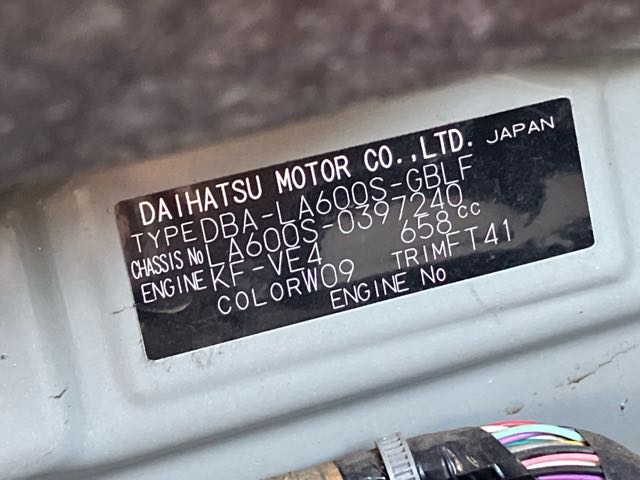 DAIHATSU MOTOR CO.,LTD. JAPAN
TYPE DBA-LA600S-GBLF
CHASSIS No LA600S-0397240
ENGINE KF-VE4 658cc
COLOR W09 TRIM FT41
ENGINE No